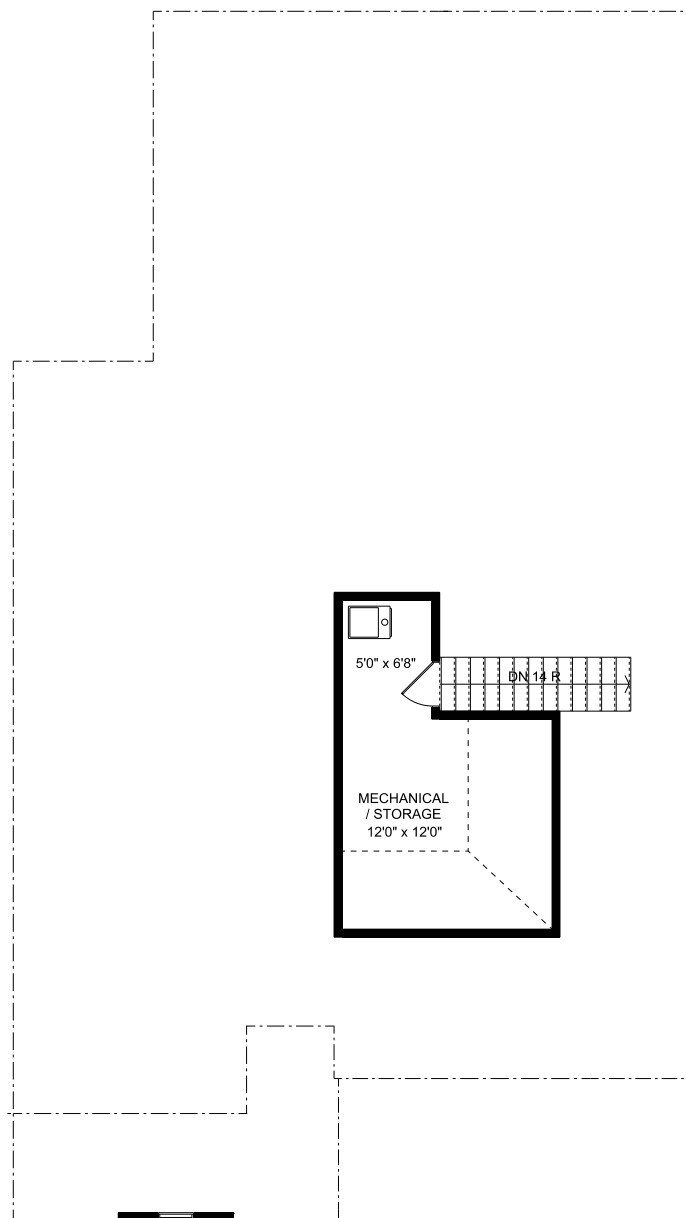 5'0" x 6'8"
DN 14 R
MECHANICAL
/ STORAGE
12'0" x 12'0"